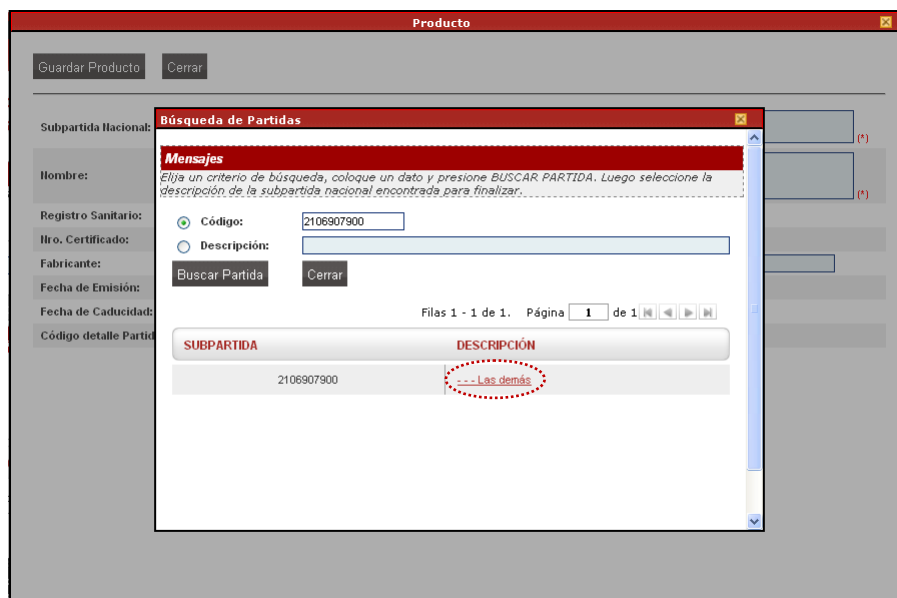 Producto
Guardar Producto Cerrar
Subpartida Nacional: (*)
Búsqueda de Partidas
Mensajes
Elija un criterio de búsqueda, coloque un dato y presione BUSCAR PARTIDA. Luego seleccione la
descripción de la subpartida nacional encontrada para finalizar.
Nombre: (*)
Registro Sanitario:
Código: 2106907900
Nro. Certificado:
Descripción:
Fabricante:
Buscar Partida Cerrar
Fecha de Emisión:
Fecha de Caducidad:
Filas 1 - 1 de 1. Página 1 de 1
Código detalle Partid
SUBPARTIDA DESCRIPCIÓN
2106907900 - - - Las demás